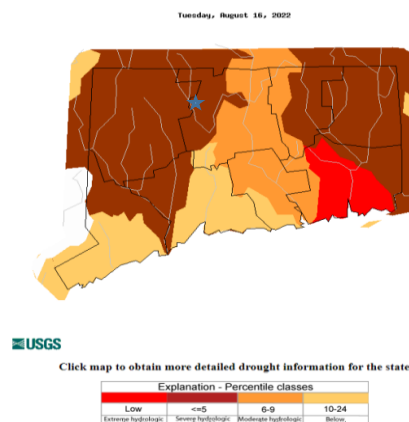 Tuesday, August 16, 2022
USGS
Click map to obtain more detailed drought information for the state
Explanation - Percentile classes
Low <=5 6-9 10-24
Extreme hydrologic Severe hydrologic Moderate hydrologic Below,